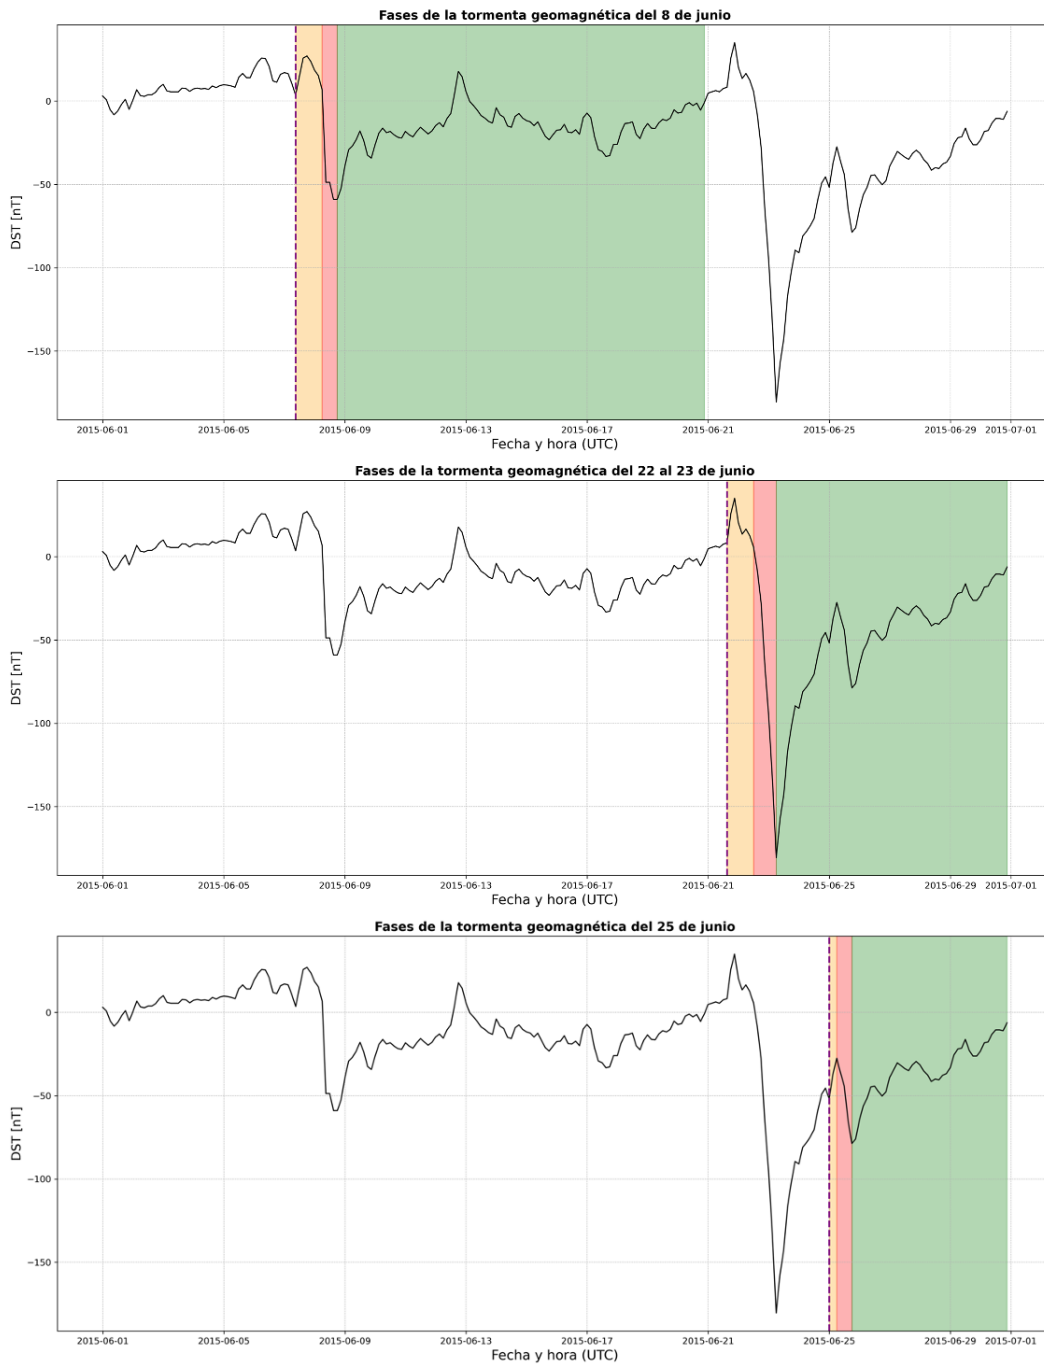 Fases de la tormenta geomagnética del 8 de junio
0
−50
−100
−150
DST [nT]
2015-06-01 2015-06-05 2015-06-09 2015-06-13 2015-06-17 2015-06-21 2015-06-25 2015-06-29 2015-07-01
Fecha y hora (UTC)
Fases de la tormenta geomagnética del 22 al 23 de junio
0
−50
−100
−150
DST [nT]
2015-06-01 2015-06-05 2015-06-09 2015-06-13 2015-06-17 2015-06-21 2015-06-25 2015-06-29 2015-07-01
Fecha y hora (UTC)
Fases de la tormenta geomagnética del 25 de junio
0
−50
−100
−150
DST [nT]
2015-06-01 2015-06-05 2015-06-09 2015-06-13 2015-06-17 2015-06-21 2015-06-25 2015-06-29 2015-07-01
Fecha y hora (UTC)